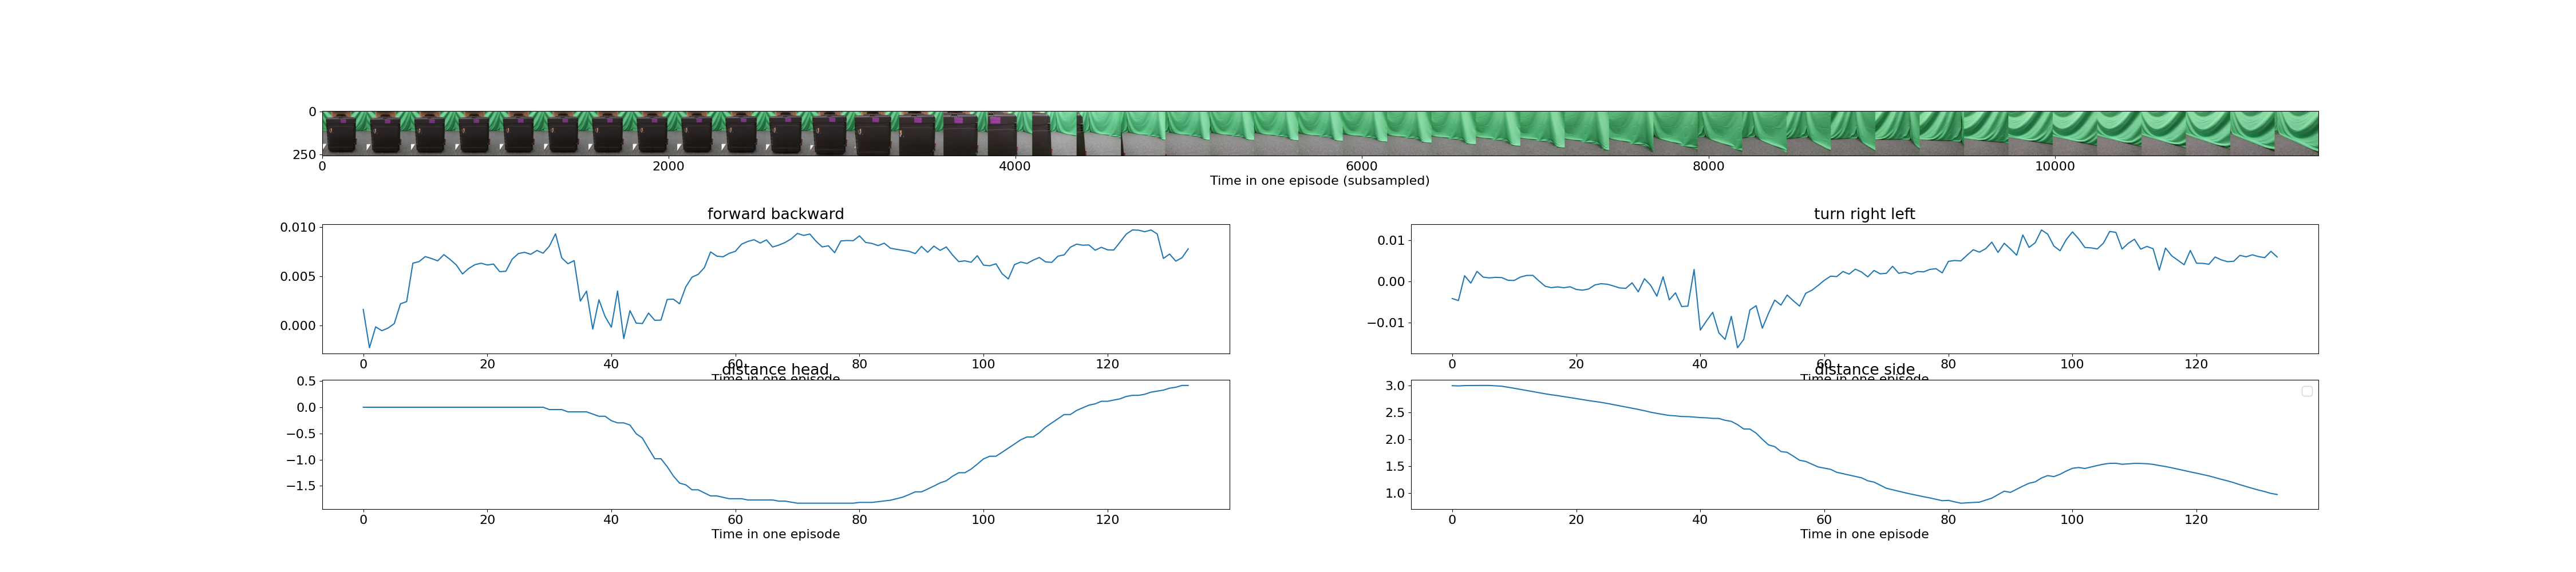 0
250
0 2000 4000 6000 8000 10000
Time in one episode (subsampled)
forward backward
0.010
0.005
0.000
0 20 40 60 80 100 120
Time in one episode
turn right left
0.01
0.00
−0.01
0 20 40 60 80 100 120
Time in one episode
distance head
0.5
0.0
−0.5
−1.0
−1.5
0 20 40 60 80 100 120
Time in one episode
distance side
3.0
2.5
2.0
1.5
1.0
0 20 40 60 80 100 120
Time in one episode